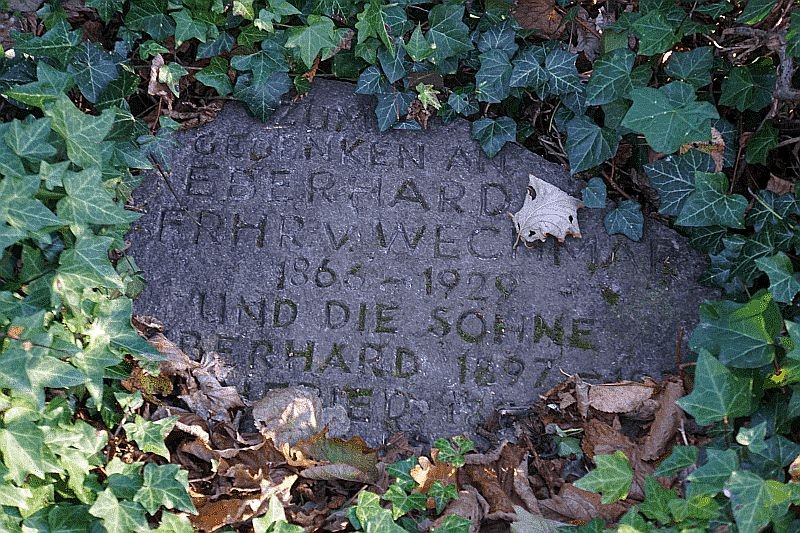 ZUM
GEDENKEN AN
EBERHARD
FRHR. v. WECHMAR
1866 – 1929
UND DIE SÖHNE
EBERHARD 1897 –